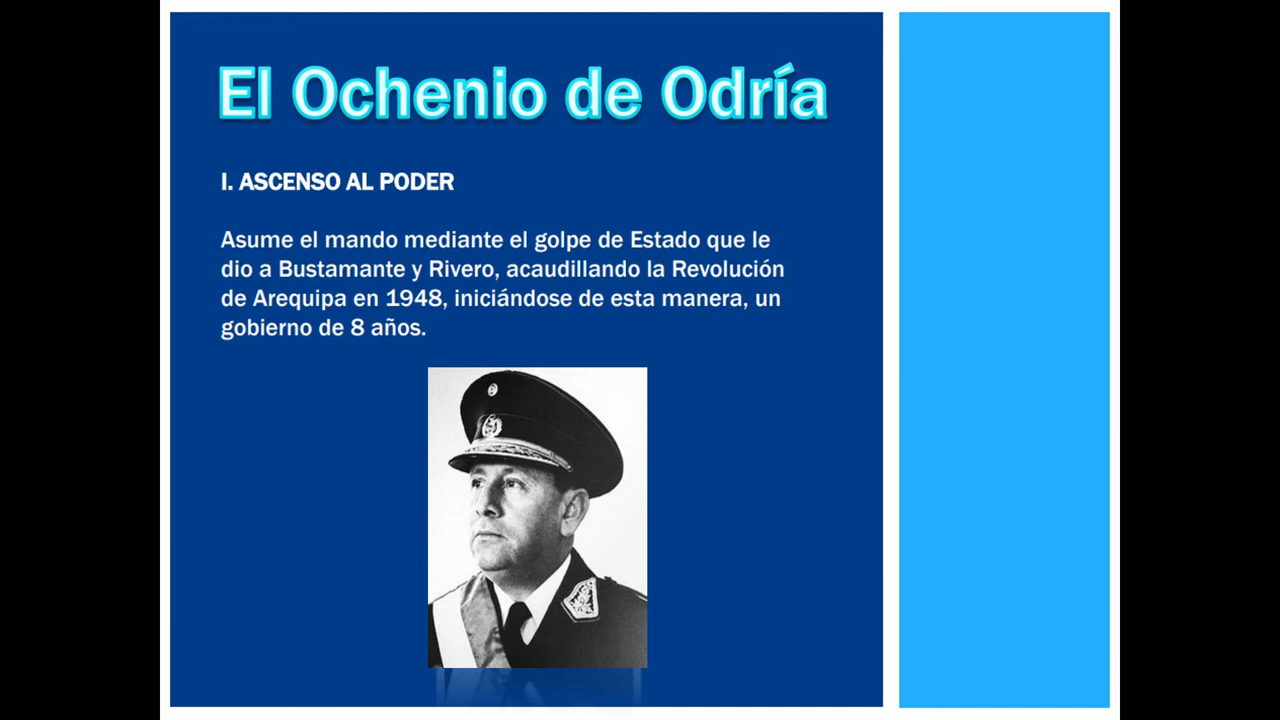 El Ochenio de Odría
I. ASCENSO AL PODER
Asume el mando mediante el golpe de Estado que le
dio a Bustamante y Rivero, acaudillando la Revolución
de Arequipa en 1948, iniciándose de esta manera, un
gobierno de 8 años.